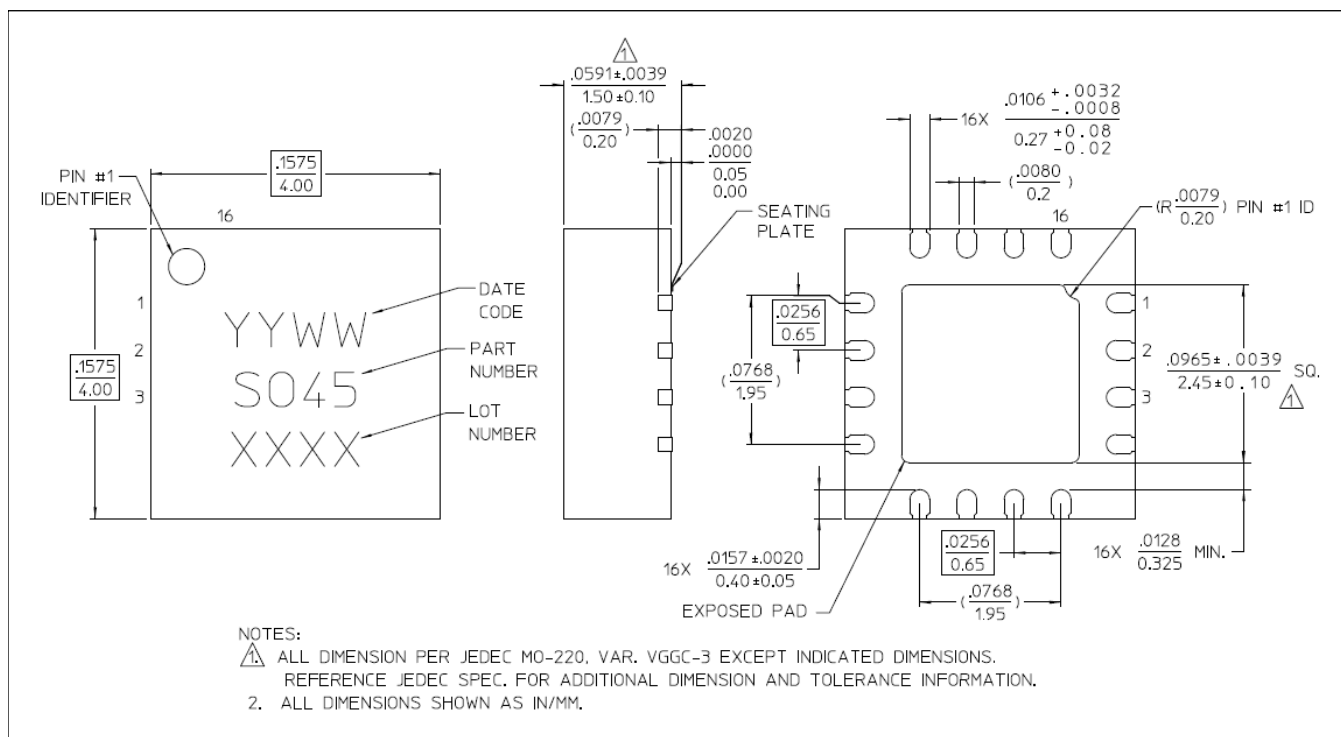 PIN #1
IDENTIFIER
.1575
4.00
16
.1575
4.00
1
2
3
YYWW
SO45
XXXX
DATE
CODE
PART
NUMBER
LOT
NUMBER
1
.0591±.0039
1.50±0.10
(.0079
0.20)
.0020
.0000
0.05
0.00
SEATING
PLATE
16X .0106 +.0032
-.0008
0.27 +0.08
-0.02
(.0080
0.2)
16
(R.0079
0.20) PIN #1 ID
.0256
0.65
(.0768
1.95)
1
2
3
.0965±.0039
2.45±0.10 SQ.
1
16X .0157±.0020
0.40±0.05
EXPOSED PAD
.0256
0.65
(.0768
1.95)
16X .0128
0.325 MIN.
NOTES:
1. ALL DIMENSION PER JEDEC MO-220, VAR. VGGC-3 EXCEPT INDICATED DIMENSIONS.
REFERENCE JEDEC SPEC. FOR ADDITIONAL DIMENSION AND TOLERANCE INFORMATION.
2. ALL DIMENSIONS SHOWN AS IN/MM.